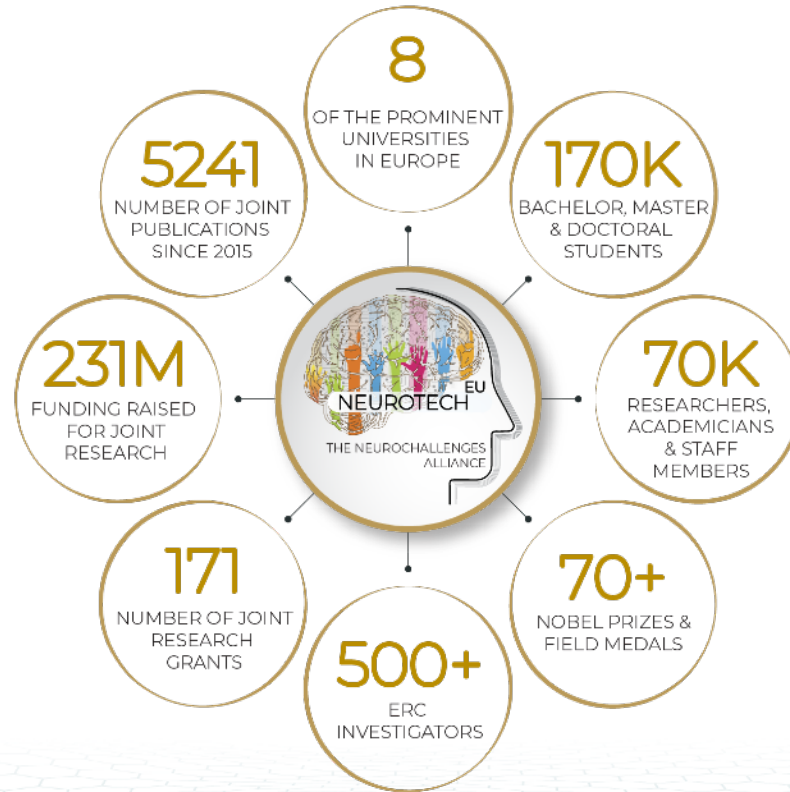 8
OF THE PROMINENT
UNIVERSITIES
IN EUROPE
170K
BACHELOR, MASTER
& DOCTORAL
STUDENTS
70K
RESEARCHERS,
ACADEMICIANS
& STAFF
MEMBERS
70+
NOBEL PRIZES &
FIELD MEDALS
500+
ERC
INVESTIGATORS
171
NUMBER OF JOINT
RESEARCH
GRANTS
231M
FUNDING RAISED
FOR JOINT
RESEARCH
5241
NUMBER OF JOINT
PUBLICATIONS
SINCE 2015
NEUROTECH EU
THE NEUROCHALLENGES
ALLIANCE